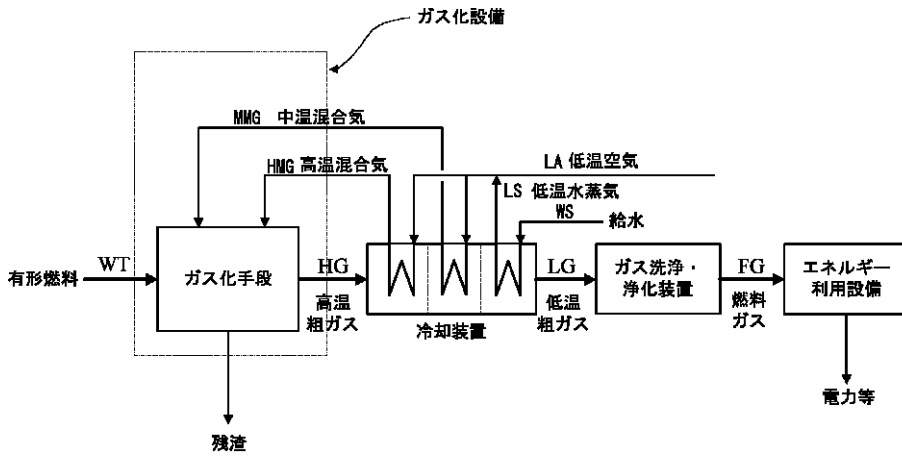 ガス化設備
MMG 中温混合気
HMG 高温混合気
LA 低温空気
LS 低温水蒸気
WS
給水
有形燃料
WT
ガス化手段
HG
高温
粗ガス
冷却装置
LG
低温
粗ガス
ガス洗浄・
浄化装置
FG
燃料
ガス
エネルギー
利用設備
残渣
電力等